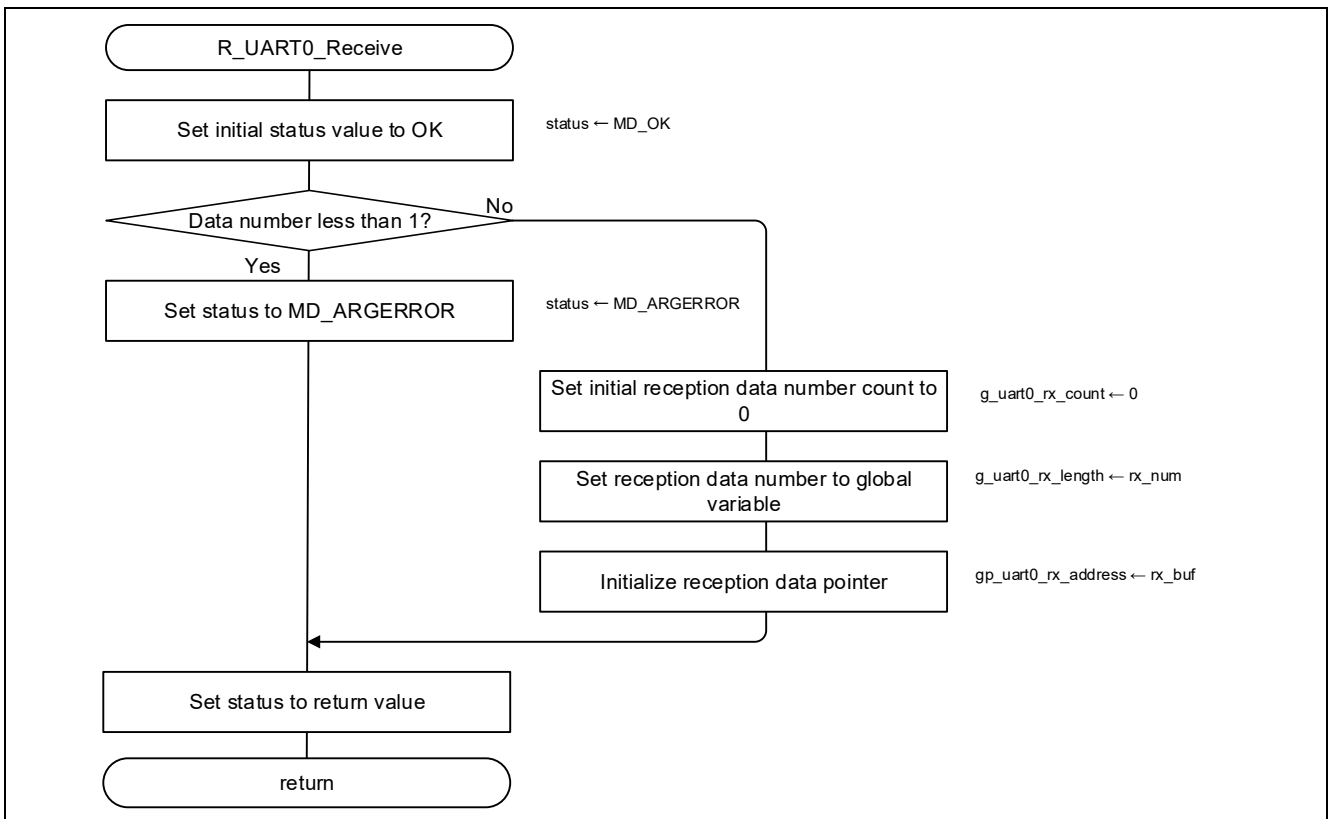 R_UART0_Receive
Set initial status value to OK
status ← MD_OK
Data number less than 1?
No
Yes
Set status to MD_ARGERROR
status ← MD_ARGERROR
Set initial reception data number count to
0
g_uart0_rx_count ← 0
Set reception data number to global
variable
g_uart0_rx_length ← rx_num
Initialize reception data pointer
gp_uart0_rx_address ← rx_buf
Set status to return value
return